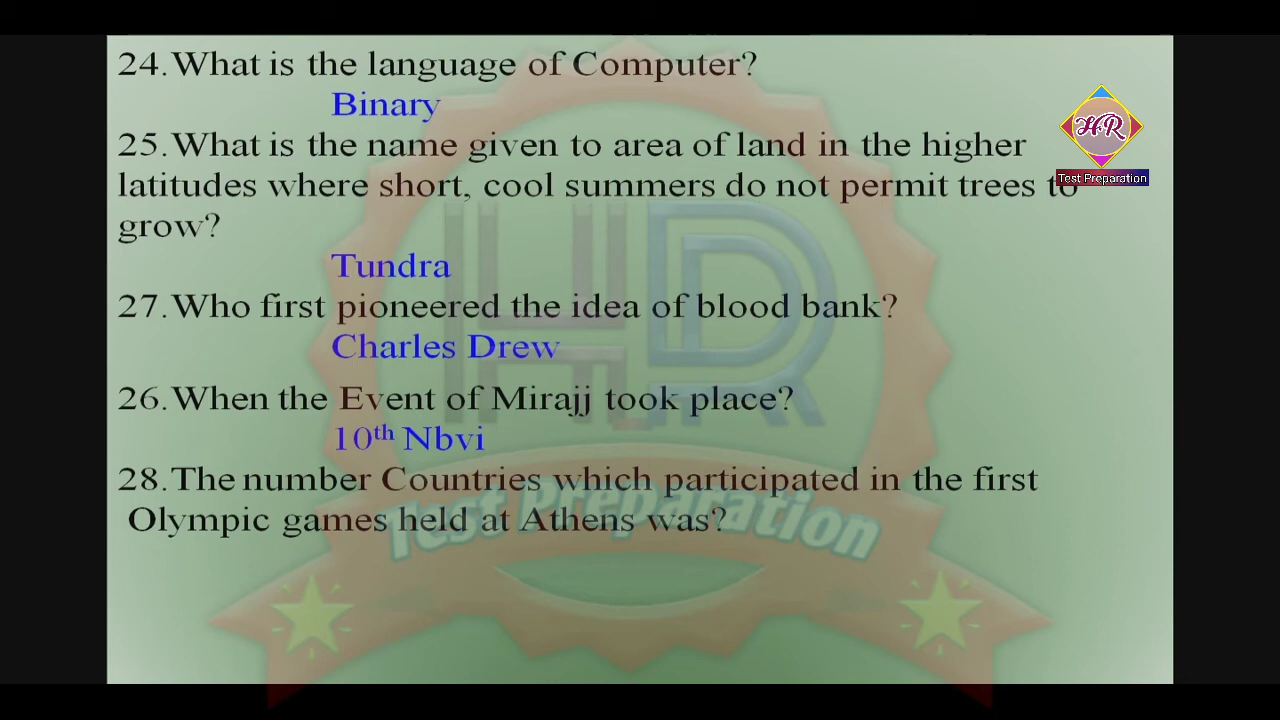 24.What is the language of Computer?
Binary
25.What is the name given to area of land in the higher
latitudes where short, cool summers do not permit trees to
grow?
Tundra
27.Who first pioneered the idea of blood bank?
Charles Drew
26.When the Event of Mirajj took place?
10th Nbvi
28.The number Countries which participated in the first
Olympic games held at Athens was?
HR
Test Preparation
HR
Test Preparation